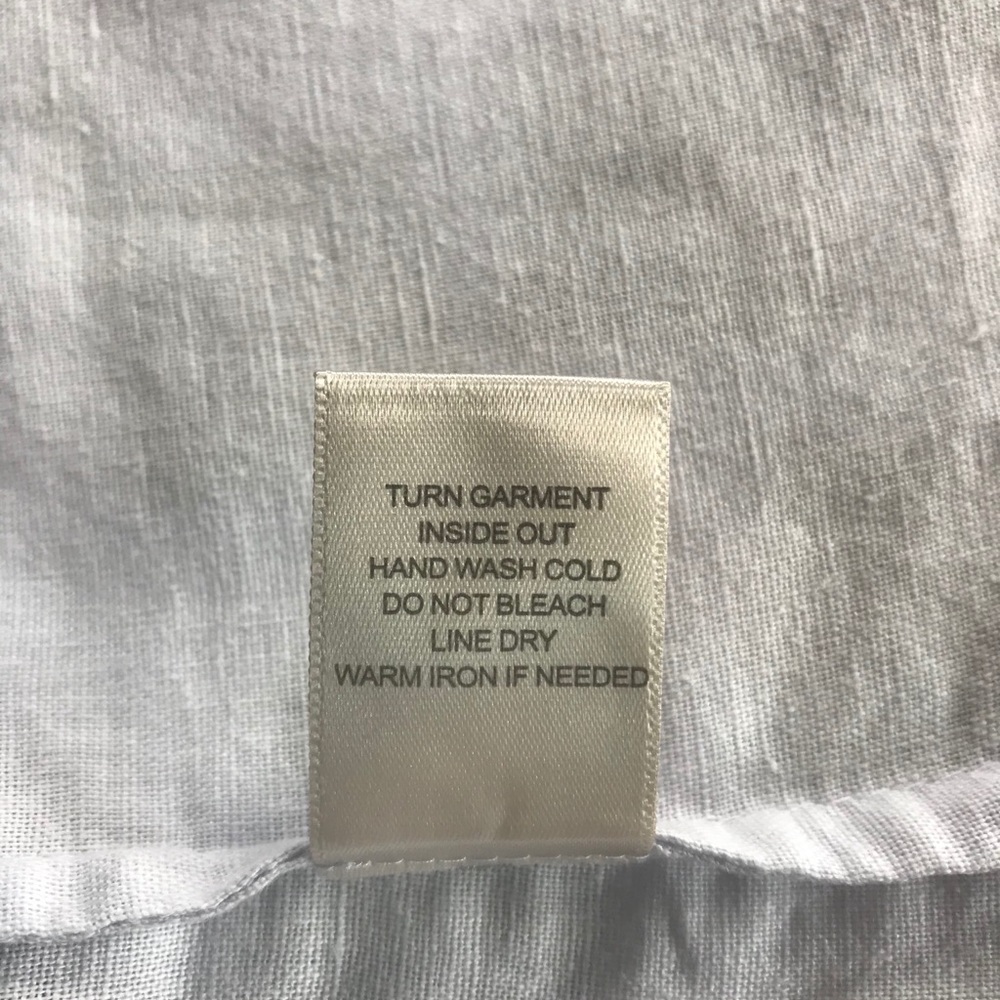 TURN GARMENT
INSIDE OUT
HAND WASH COLD
DO NOT BLEACH
LINE DRY
WARM IRON IF NEEDED